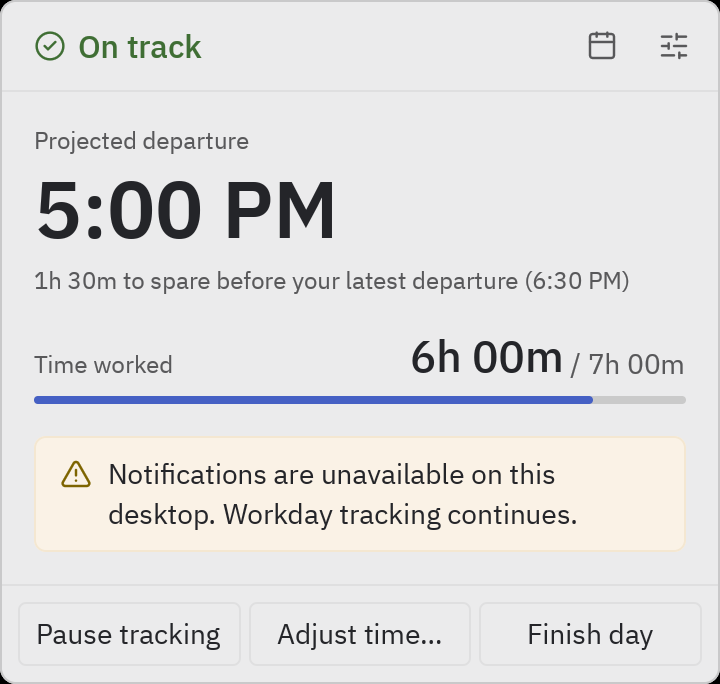 On track
Projected departure
5:00 PM
1h 30m to spare before your latest departure (6:30 PM)
Time worked
6h 00m / 7h 00m
Notifications are unavailable on this
desktop. Workday tracking continues.
Pause tracking
Adjust time...
Finish day